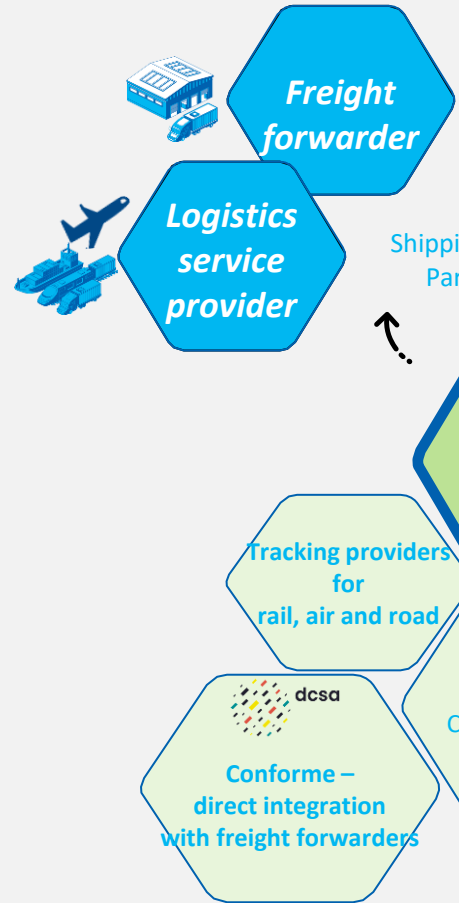 Freight
forwarder
Logistics
service
provider
Tracking providers
for
rail, air and road
dcsa
Conforme –
direct integration
with freight forwarders